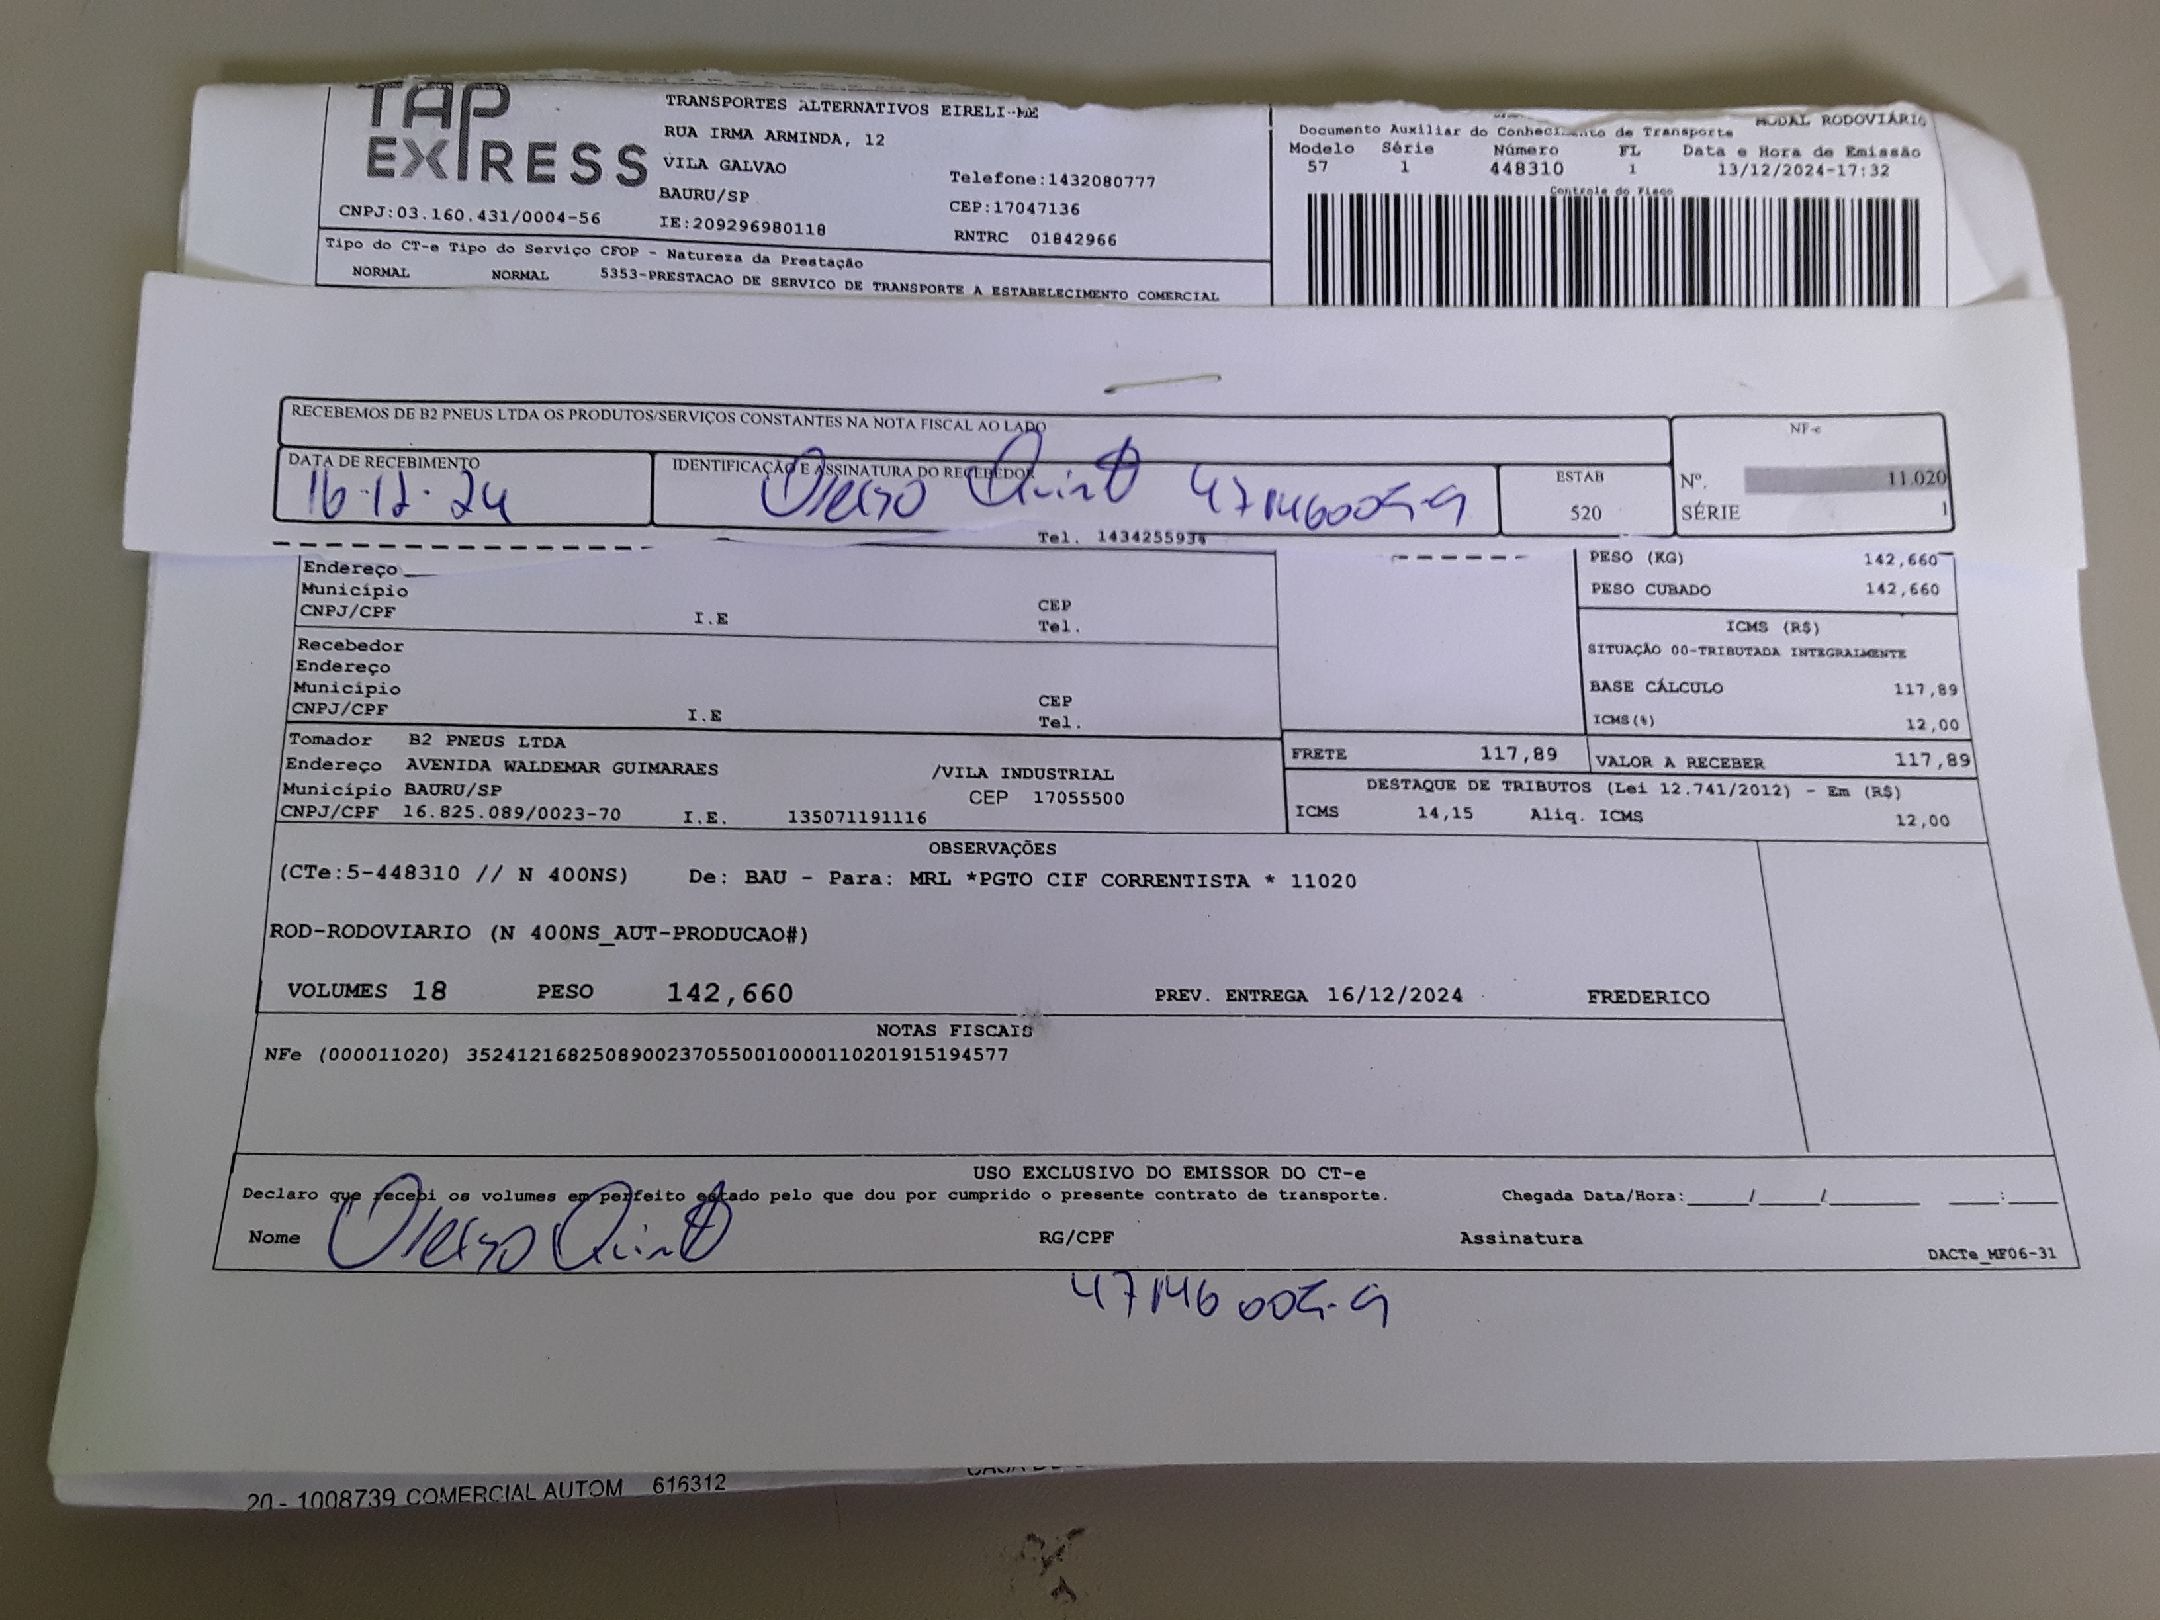 TAP
EXPRESS
CNPJ:03.160.431/0004-56
TRANSPORTES ALTERNATIVOS EIRELI-ME
RUA IRMA ARMINDA, 12
VILA GALVAO
BAURU/SP
IE:209296980118
Telefone:1432080777
CEP:17047136
RNTRC 01842966
MODAL RODOVIÁRIO
Documento Auxiliar do Conhecimento de Transporte
Modelo Série Número FL Data e Hora de Emissão
57 1 448310 1 13/12/2024-17:32
Controle do Fisco
Tipo do CT-e Tipo do Serviço CFOP - Natureza da Prestação
NORMAL NORMAL 5353-PRESTACAO DE SERVICO DE TRANSPORTE A ESTABELECIMENTO COMERCIAL
RECEBEMOS DE B2 PNEUS LTDA OS PRODUTOS/SERVIÇOS CONSTANTES NA NOTA FISCAL AO LADO
NF-e
DATA DE RECEBIMENTO IDENTIFICAÇÃO E ASSINATURA DO RECEBEDOR ESTAB Nº. 11.020
16.12.24 520 SÉRIE 1
Tel.
Endereço
Município CEP
CNPJ/CPF I.E Tel.
Recebedor
Endereço
Município CEP
CNPJ/CPF I.E Tel.
PESO (KG) 142,660
PESO CUBADO 142,660
ICMS (R$)
SITUAÇÃO 00-TRIBUTADA INTEGRALMENTE
BASE CÁLCULO 117,89
ICMS(%) 12,00
Tomador B2 PNEUS LTDA
Endereço AVENIDA WALDEMAR GUIMARAES /VILA INDUSTRIAL
Município BAURU/SP CEP 17055500
CNPJ/CPF 16.825.089/0023-70 I.E. 135071191116
FRETE 117,89 VALOR A RECEBER 117,89
DESTAQUE DE TRIBUTOS (Lei 12.741/2012) - Em (R$)
ICMS 14,15 Aliq. ICMS 12,00
OBSERVAÇÕES
(CTe:5-448310 // N 400NS) De: BAU - Para: MRL *PGTO CIF CORRENTISTA * 11020
ROD-RODOVIARIO (N 400NS_AUT-PRODUCAO#)
VOLUMES 18 PESO 142,660 PREV. ENTREGA 16/12/2024 FREDERICO
NOTAS FISCAIS
NFe (000011020) 35241216825089002370550010000110201915194577
USO EXCLUSIVO DO EMISSOR DO CT-e
Declaro que recebi os volumes em perfeito estado pelo que dou por cumprido o presente contrato de transporte. Chegada Data/Hora:____/____/______ ___:___
Nome RG/CPF Assinatura
DACTe_MF06-31
20 - 1008739 COMERCIAL AUTOM 616312